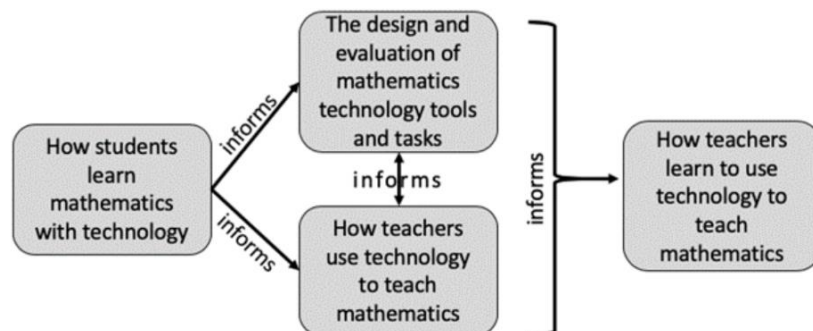 How students
learn
mathematics
with technology
informs
informs
The design and
evaluation of
mathematics
technology tools
and tasks
informs
How teachers
use technology
to teach
mathematics
informs
How teachers
learn to use
technology to
teach
mathematics